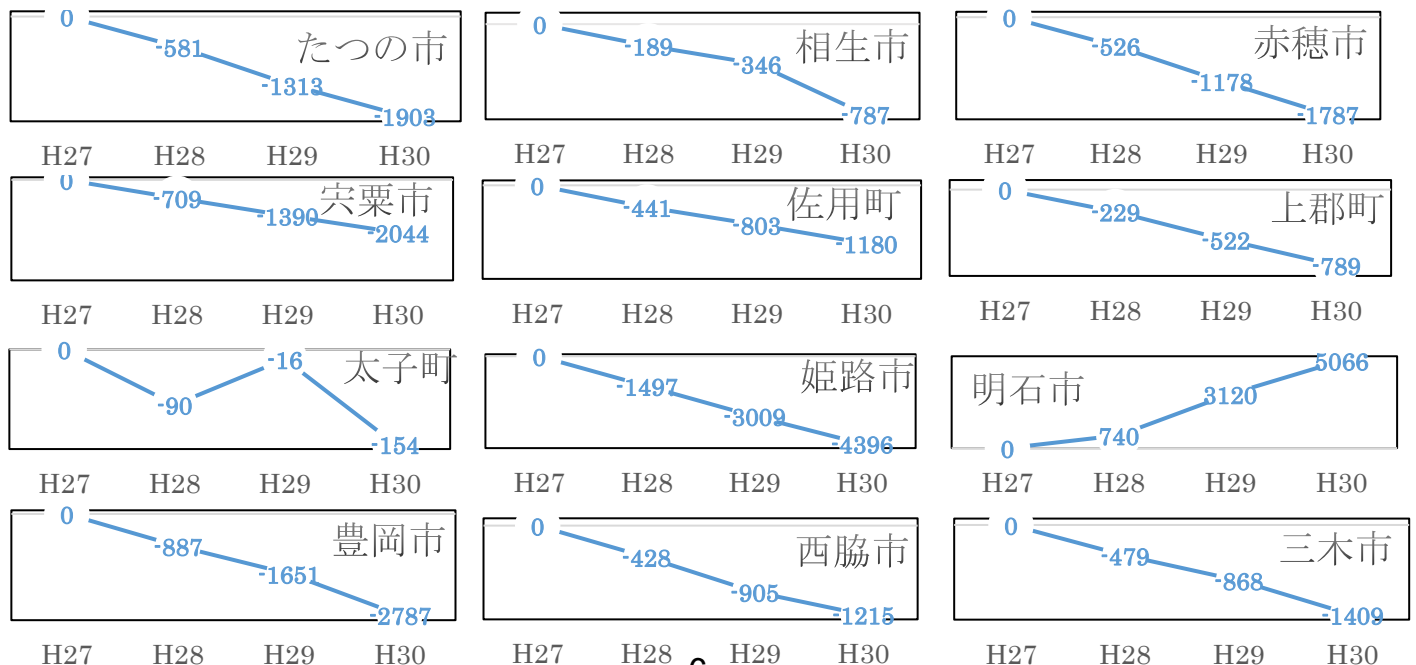 0 -581 -1313 -1903 たつの市
H27 H28 H29 H30
0 -189 -346 -787 相生市
H27 H28 H29 H30
0 -526 -1178 -1787 赤穂市
H27 H28 H29 H30
0 -709 -1390 -2044 宍粟市
H27 H28 H29 H30
0 -441 -803 -1180 佐用町
H27 H28 H29 H30
0 -229 -522 -789 上郡町
H27 H28 H29 H30
0 -90 -16 -154 太子町
H27 H28 H29 H30
0 -1497 -3009 -4396 姫路市
H27 H28 H29 H30
明石市 0 740 3120 5066
H27 H28 H29 H30
0 -887 -1651 -2787 豊岡市
H27 H28 H29 H30
0 -428 -905 -1215 西脇市
H27 H28 H29 H30
0 -479 -868 -1409 三木市
H27 H28 H29 H30